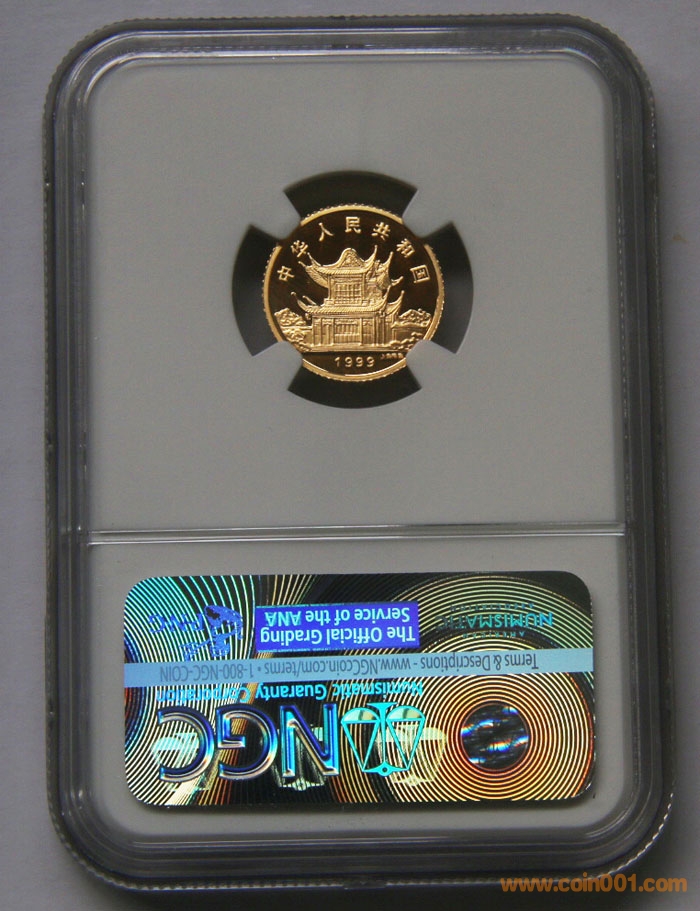 中华人民共和国
1999
The Official Grading
Service of the ANA
NUMISMATIC
Terms & Descriptions - www.NGCcoin.com/terms • 1-800-NGC-COIN
Numismatic Guaranty Corporation
NGC
www.coin001.com